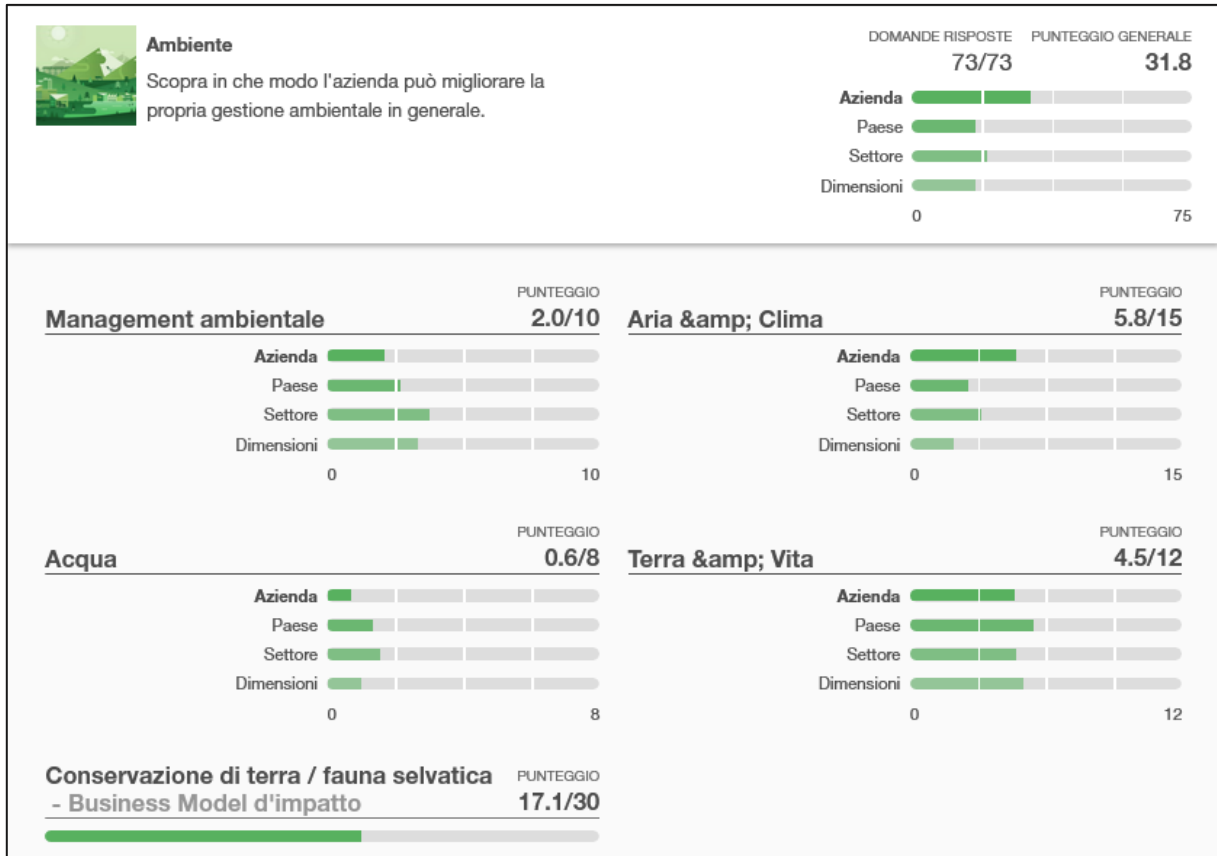 Ambiente
Scopra in che modo l'azienda può migliorare la
propria gestione ambientale in generale.
DOMANDE RISPOSTE PUNTEGGIO GENERALE
73/73 31.8
Azienda
Paese
Settore
Dimensioni
0 75
PUNTEGGIO
Management ambientale 2.0/10
Azienda
Paese
Settore
Dimensioni
0 10
PUNTEGGIO
Aria &amp; Clima 5.8/15
Azienda
Paese
Settore
Dimensioni
0 15
PUNTEGGIO
Acqua 0.6/8
Azienda
Paese
Settore
Dimensioni
0 8
PUNTEGGIO
Terra &amp; Vita 4.5/12
Azienda
Paese
Settore
Dimensioni
0 12
Conservazione di terra / fauna selvatica PUNTEGGIO
- Business Model d'impatto 17.1/30